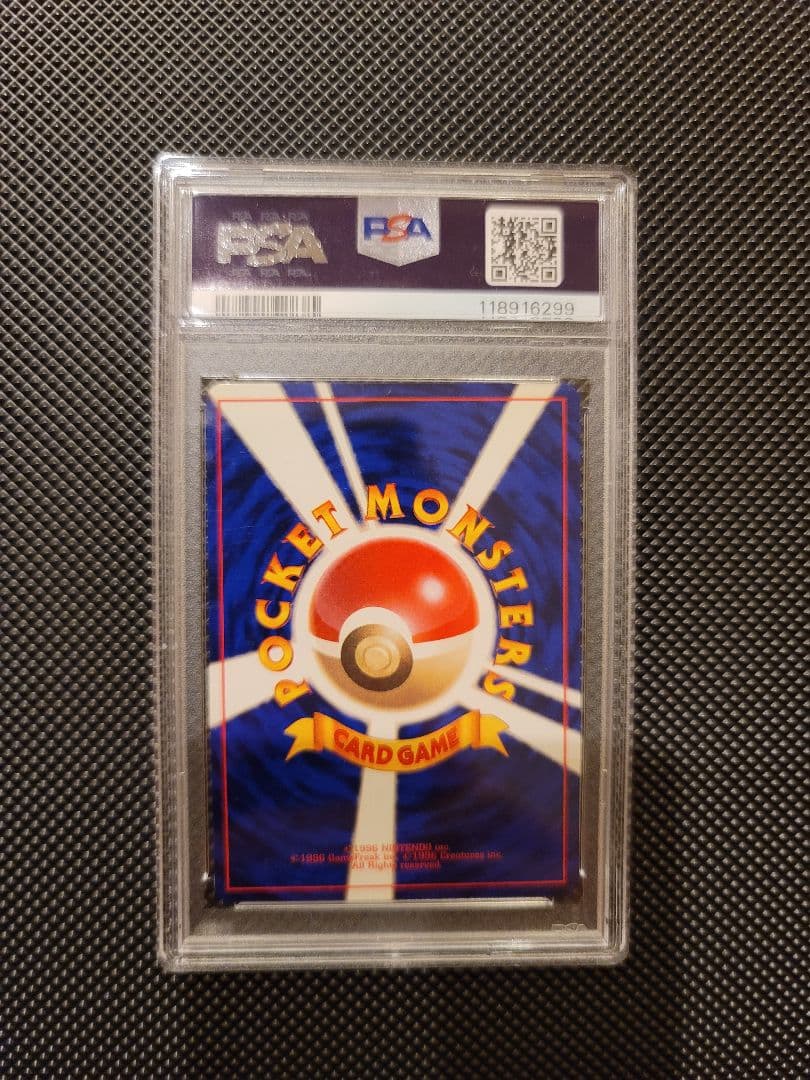 PSA
PSA
118916299
POCKET MONSTERS
CARD GAME
©1996 NINTENDO inc.
©1996 GameFreak inc. ©1996 Creatures inc.
All Rights reserved.